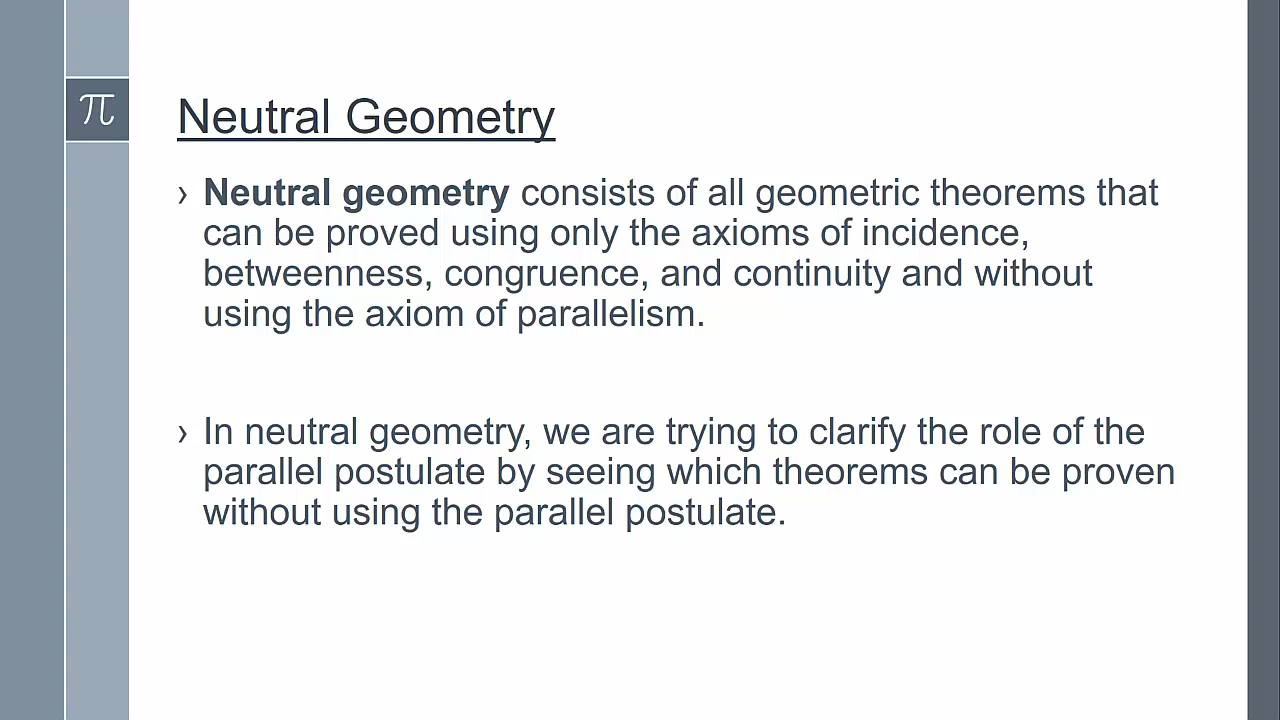 π
Neutral Geometry
› Neutral geometry consists of all geometric theorems that
can be proved using only the axioms of incidence,
betweenness, congruence, and continuity and without
using the axiom of parallelism.
› In neutral geometry, we are trying to clarify the role of the
parallel postulate by seeing which theorems can be proven
without using the parallel postulate.